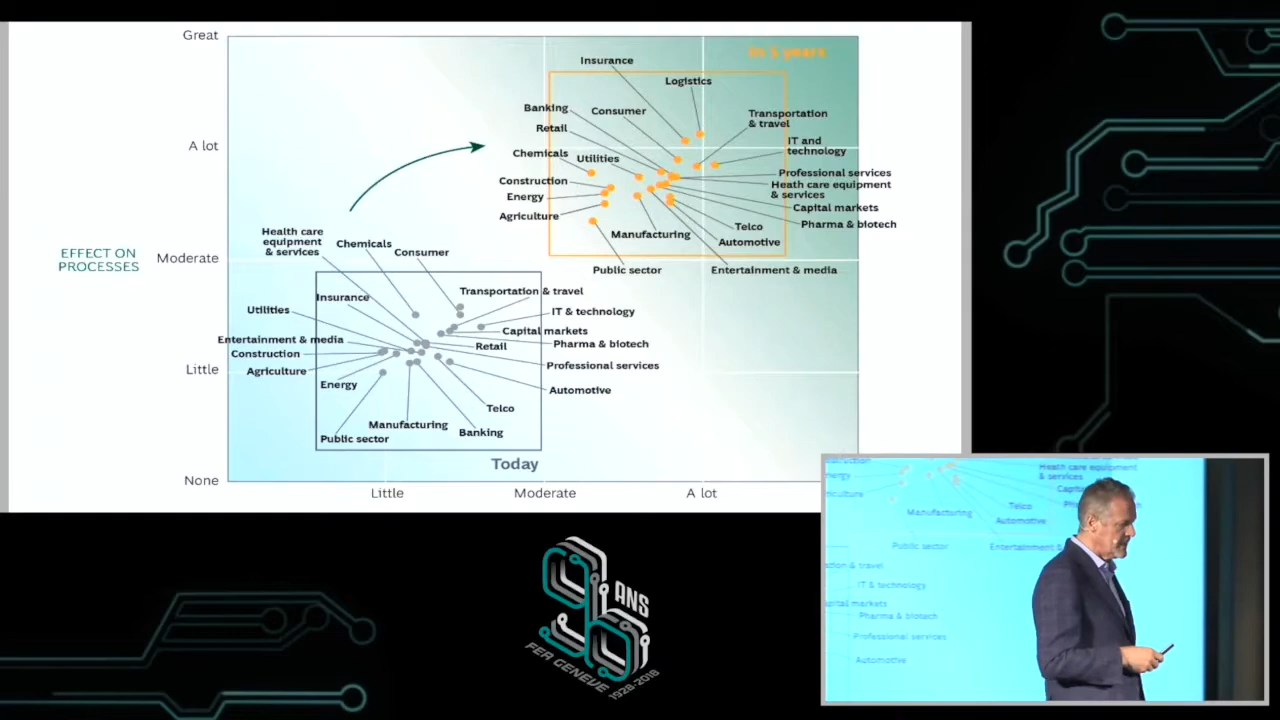 Great
In 5 years
Insurance
Logistics
Banking
Consumer
Transportation
& travel
Retail
A lot
IT and
technology
Chemicals
Utilities
Professional services
Construction
Heath care equipment
& services
Energy
Capital markets
Agriculture
Pharma & biotech
Telco
Manufacturing
Automotive
Public sector
Entertainment & media
EFFECT ON
PROCESSES
Moderate
Health care
equipment
& services
Chemicals
Consumer
Transportation & travel
Insurance
Utilities
IT & technology
Capital markets
Entertainment & media
Pharma & biotech
Retail
Construction
Professional services
Little
Agriculture
Energy
Automotive
Telco
Manufacturing
Banking
Public sector
Today
None
Little
Moderate
A lot
Heath care equipment
& services
Manufacturing
Telco
Automotive
Public sector
Entertainment &
IT & technology
Pharma & biotech
Professional services
Automotive
90 ANS
FER GENEVE 1928-2018